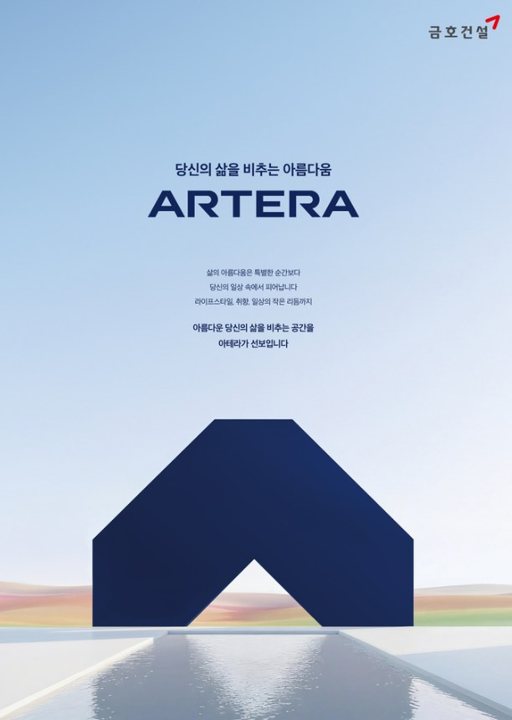 금호건설
당신의 삶을 비추는 아름다움
ARTERA
삶의 아름다움은 특별한 순간보다
당신의 일상 속에서 피어납니다
라이프스타일, 취향, 일상의 작은 리듬까지
아름다운 당신의 삶을 비추는 공간을
아테라가 선보입니다